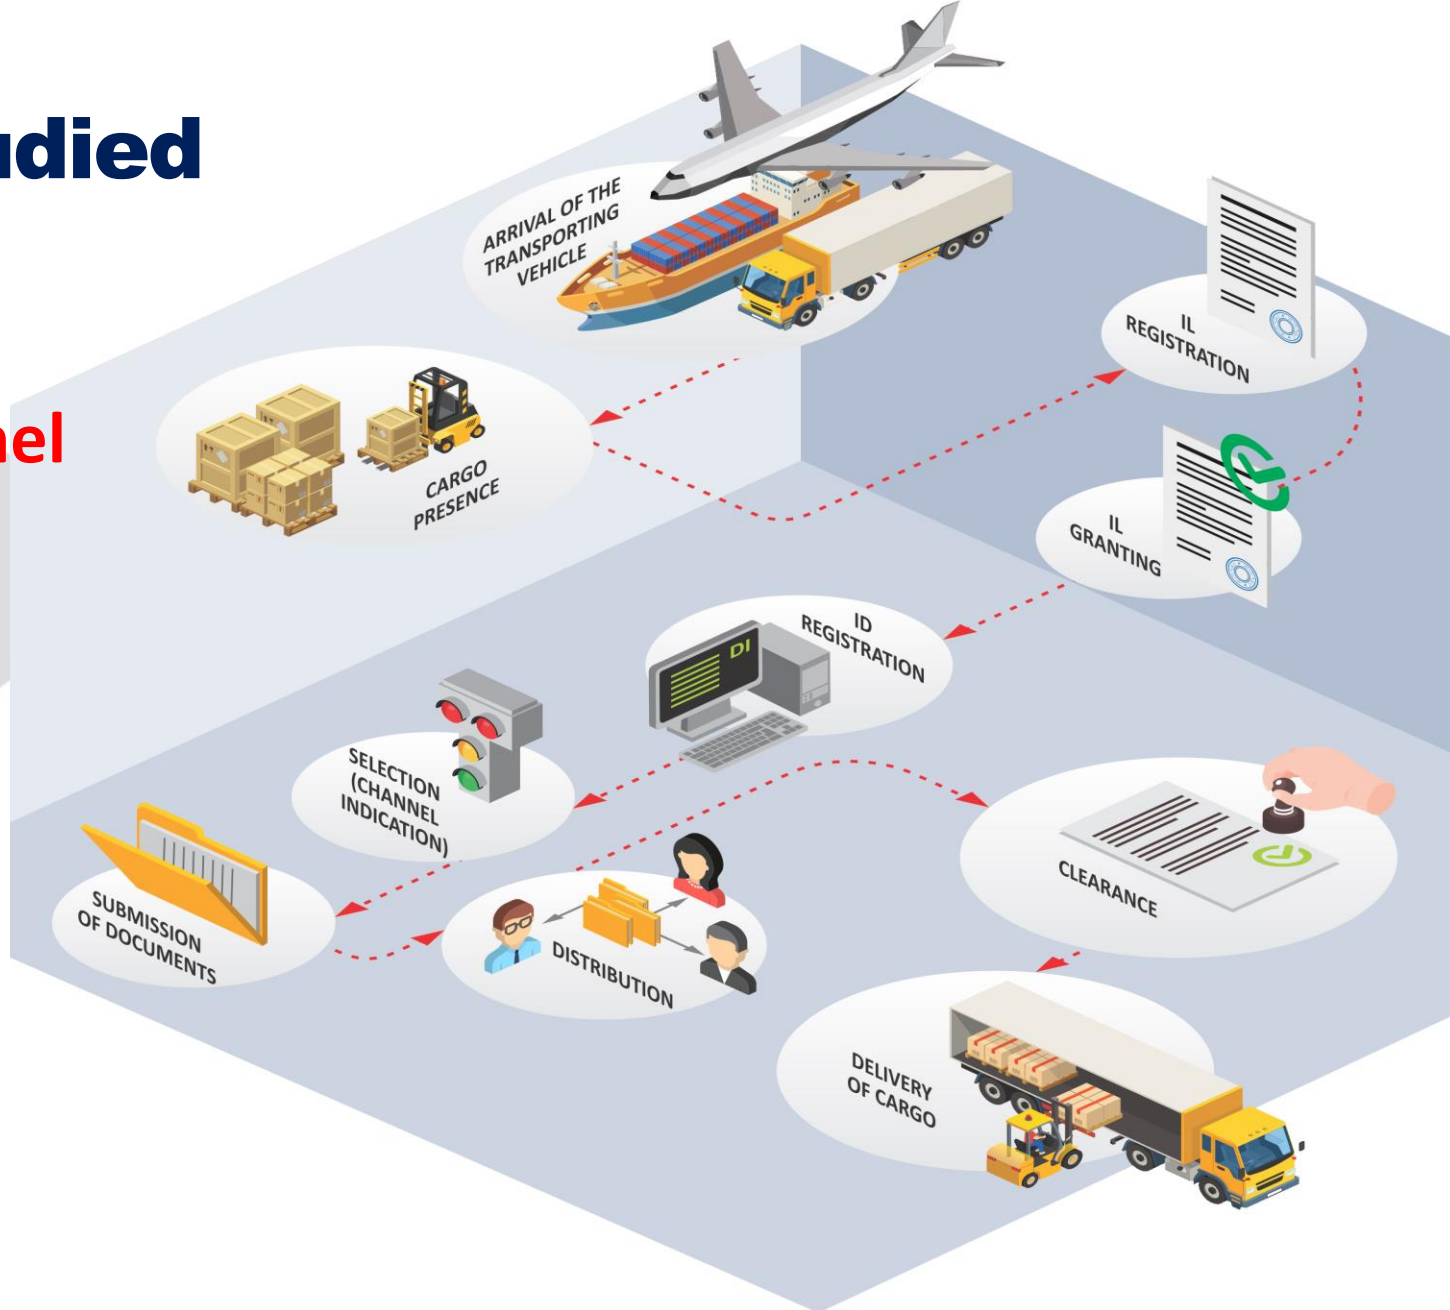 udied
nel
ARRIVAL OF THE
TRANSPORTING
VEHICLE
CARGO
PRESENCE
IL
REGISTRATION
IL
GRANTING
ID
REGISTRATION
DI
SELECTION
(CHANNEL
INDICATION)
SUBMISSION
OF DOCUMENTS
DISTRIBUTION
CLEARANCE
DELIVERY
OF CARGO